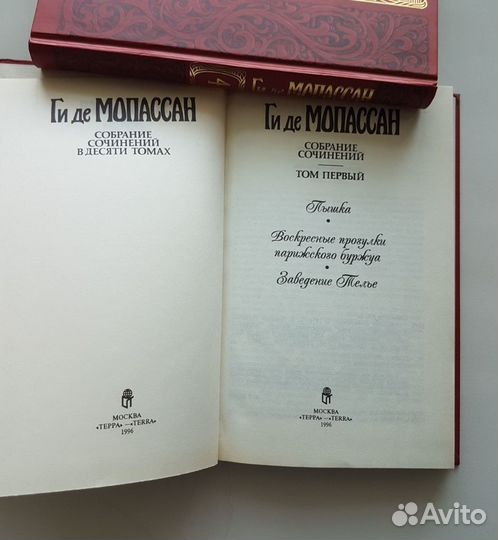 4
Ги де МОПАССАН
Ги де МОПАССАН
СОБРАНИЕ
СОЧИНЕНИЙ
В ДЕСЯТИ ТОМАХ
МОСКВА
«ТЕРРА»—«TERRA»
1996
Ги де МОПАССАН
СОБРАНИЕ
СОЧИНЕНИЙ
ТОМ ПЕРВЫЙ
Пышка
Воскресные прогулки
парижского буржуа
Заведение Телье
МОСКВА
«ТЕРРА»—«TERRA»
1996
Avito